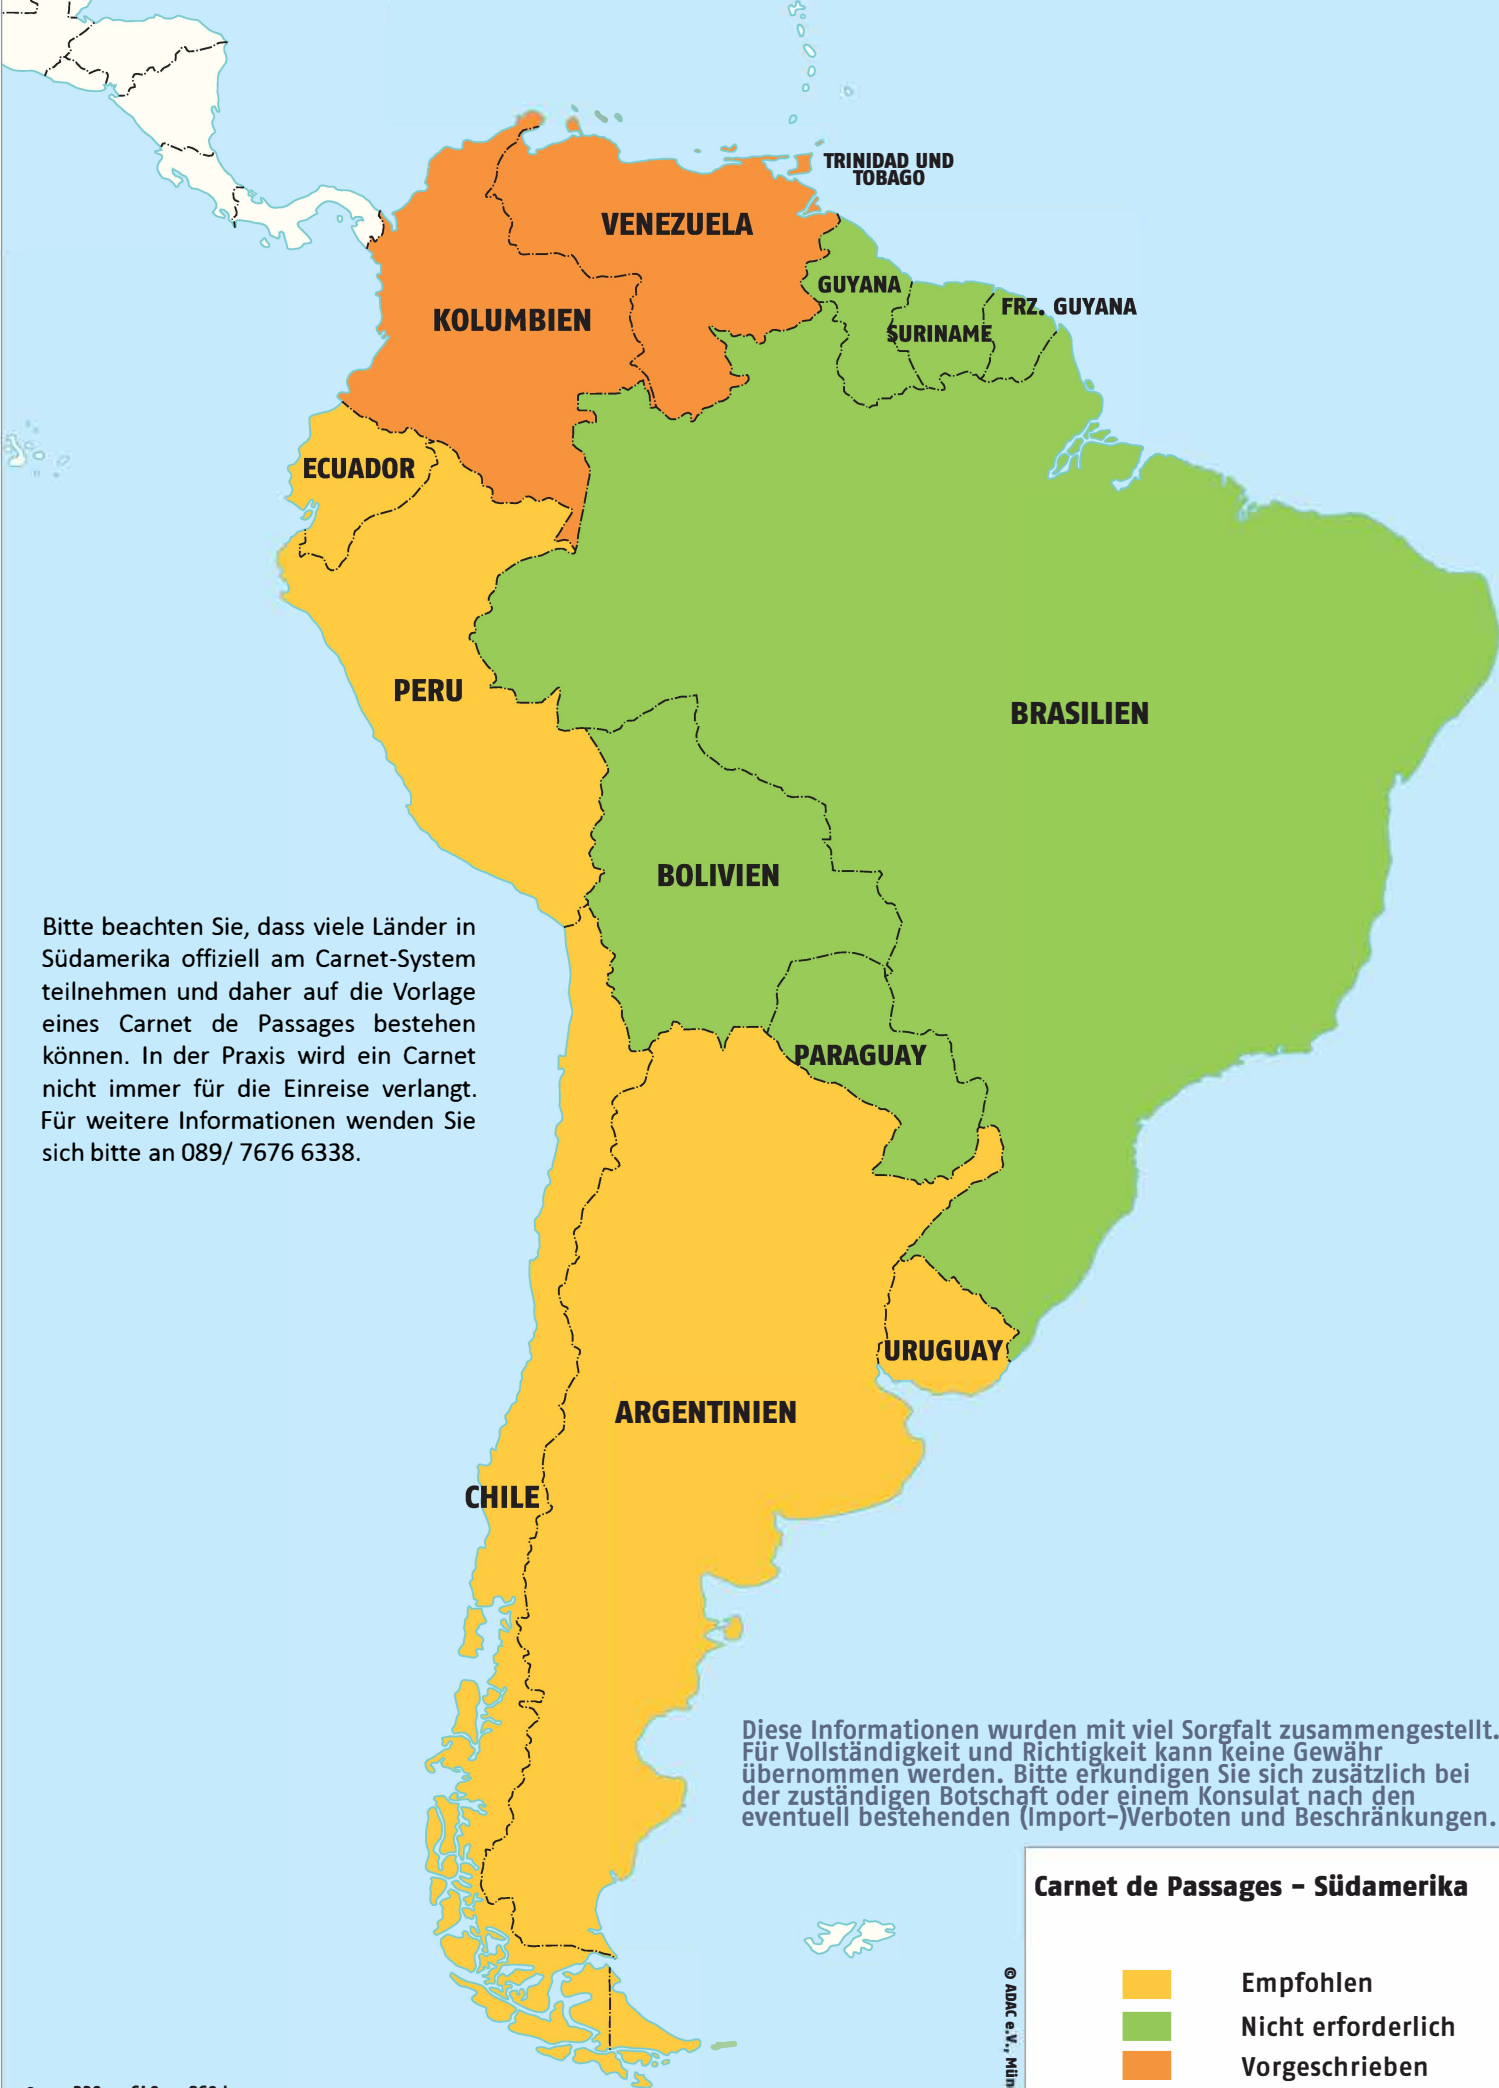 TRINIDAD UND
TOBAGO
VENEZUELA
GUYANA
FRZ. GUYANA
KOLUMBIEN
SURINAME
ECUADOR
PERU
BRASILIEN
BOLIVIEN
Bitte beachten Sie, dass viele Länder in
Südamerika offiziell am Carnet-System
teilnehmen und daher auf die Vorlage
eines Carnet de Passages bestehen
können. In der Praxis wird ein Carnet
nicht immer für die Einreise verlangt.
Für weitere Informationen wenden Sie
sich bitte an 089/ 7676 6338.
PARAGUAY
URUGUAY
ARGENTINIEN
CHILE
Diese Informationen wurden mit viel Sorgfalt zusammengestellt.
Für Vollständigkeit und Richtigkeit kann keine Gewähr
übernommen werden. Bitte erkundigen Sie sich zusätzlich bei
der zuständigen Botschaft oder einem Konsulat nach den
eventuell bestehenden (Import-)Verboten und Beschränkungen.
Carnet de Passages - Südamerika
Empfohlen
Nicht erforderlich
Vorgeschrieben
© ADAC e.V., Mün